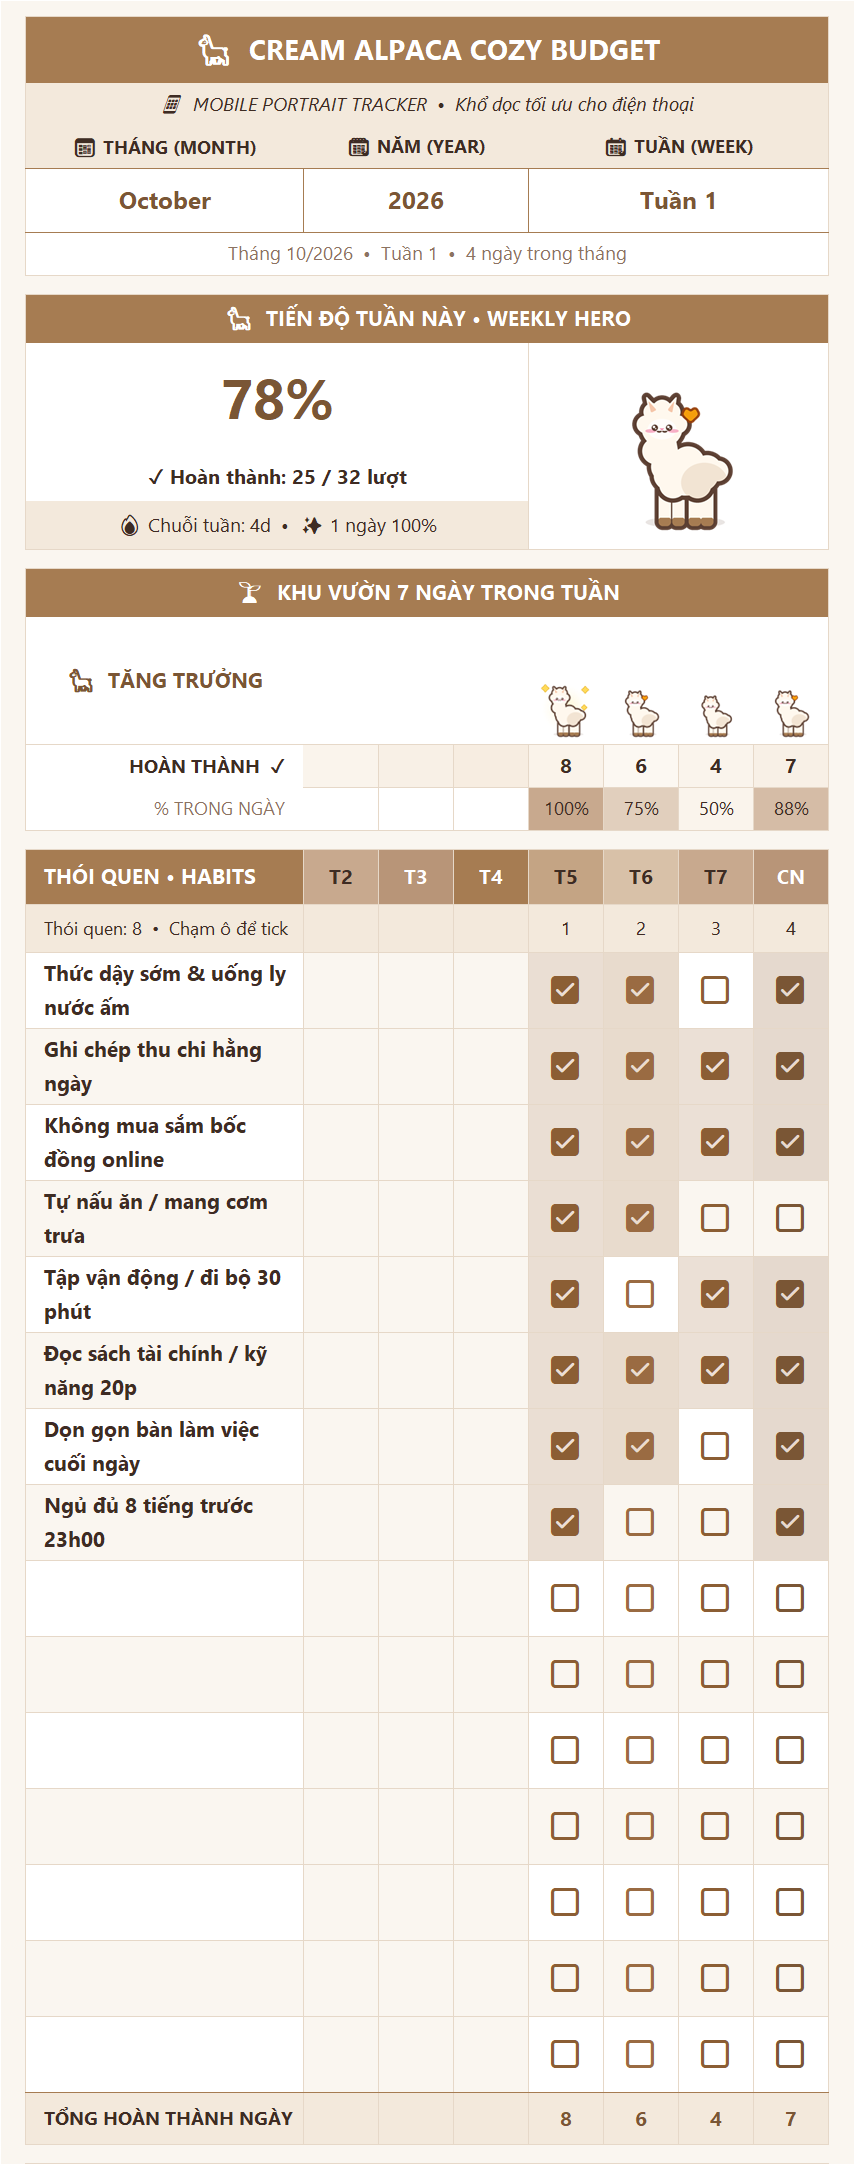 CREAM ALPACA COZY BUDGET
MOBILE PORTRAIT TRACKER • Khổ dọc tối ưu cho điện thoại
THÁNG (MONTH) NĂM (YEAR) TUẦN (WEEK)
October 2026 Tuần 1
Tháng 10/2026 • Tuần 1 • 4 ngày trong tháng
TIẾN ĐỘ TUẦN NÀY • WEEKLY HERO
78%
✓ Hoàn thành: 25 / 32 lượt
Chuỗi tuần: 4d • 1 ngày 100%
KHU VƯỜN 7 NGÀY TRONG TUẦN
TĂNG TRƯỞNG
HOÀN THÀNH ✓ 8 6 4 7
% TRONG NGÀY 100% 75% 50% 88%
THÓI QUEN • HABITS T2 T3 T4 T5 T6 T7 CN
Thói quen: 8 • Chạm ô để tick 1 2 3 4
Thức dậy sớm & uống ly
nước ấm
Ghi chép thu chi hằng
ngày
Không mua sắm bốc
đồng online
Tự nấu ăn / mang cơm
trưa
Tập vận động / đi bộ 30
phút
Đọc sách tài chính / kỹ
năng 20p
Dọn gọn bàn làm việc
cuối ngày
Ngủ đủ 8 tiếng trước
23h00
TỔNG HOÀN THÀNH NGÀY 8 6 4 7